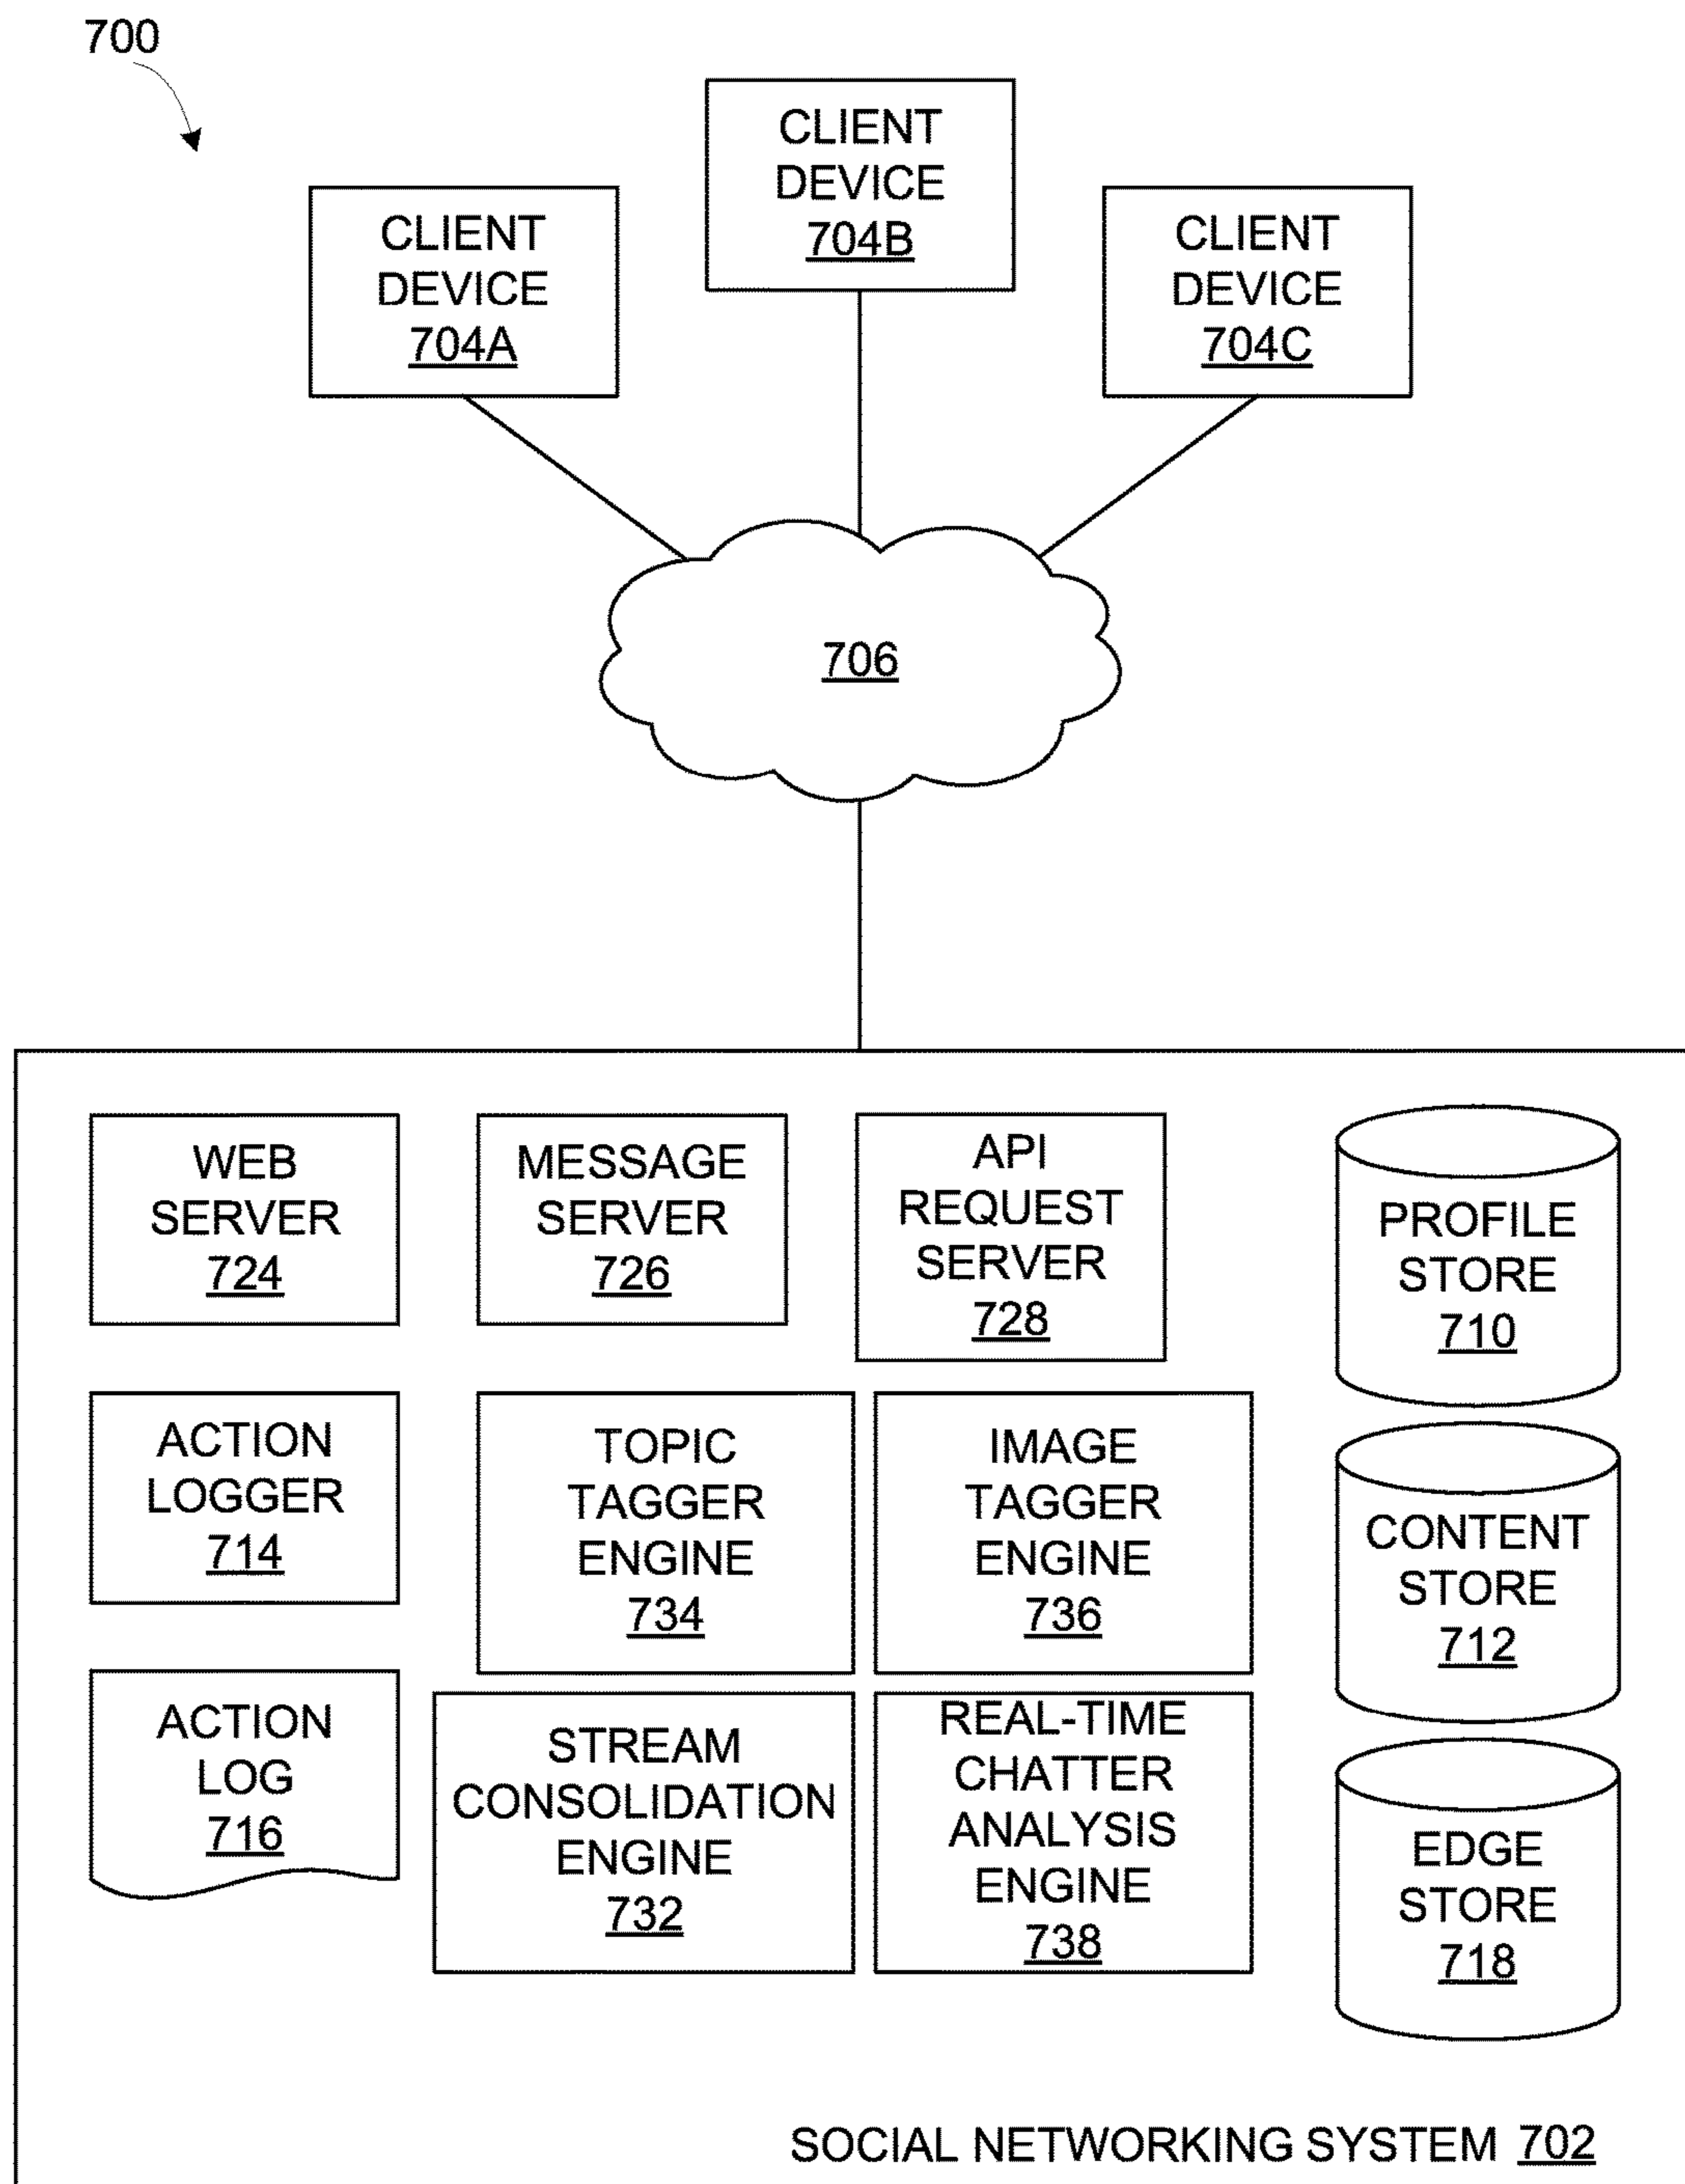 700
CLIENT
DEVICE
704A
CLIENT
DEVICE
704B
CLIENT
DEVICE
704C
706
WEB
SERVER
724
MESSAGE
SERVER
726
API
REQUEST
SERVER
728
PROFILE
STORE
710
ACTION
LOGGER
714
TOPIC
TAGGER
ENGINE
734
IMAGE
TAGGER
ENGINE
736
CONTENT
STORE
712
ACTION
LOG
716
STREAM
CONSOLIDATION
ENGINE
732
REAL-TIME
CHATTER
ANALYSIS
ENGINE
738
EDGE
STORE
718
SOCIAL NETWORKING SYSTEM 702